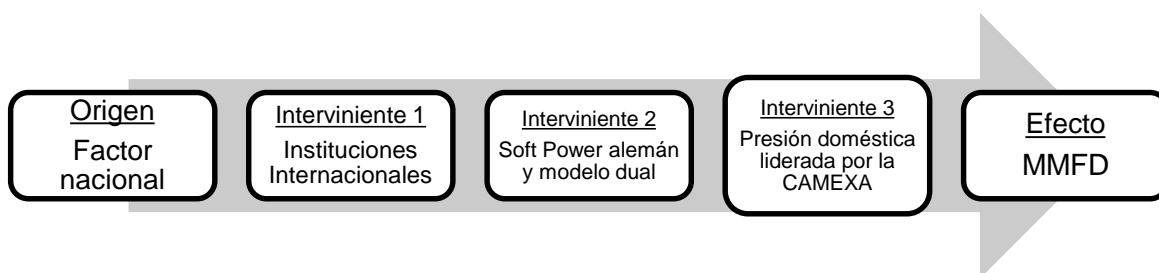 Origen
Factor
nacional
Interviniente 1
Instituciones
Internacionales
Interviniente 2
Soft Power alemán
y modelo dual
Interviniente 3
Presión doméstica
liderada por la
CAMEXA
Efecto
MMFD